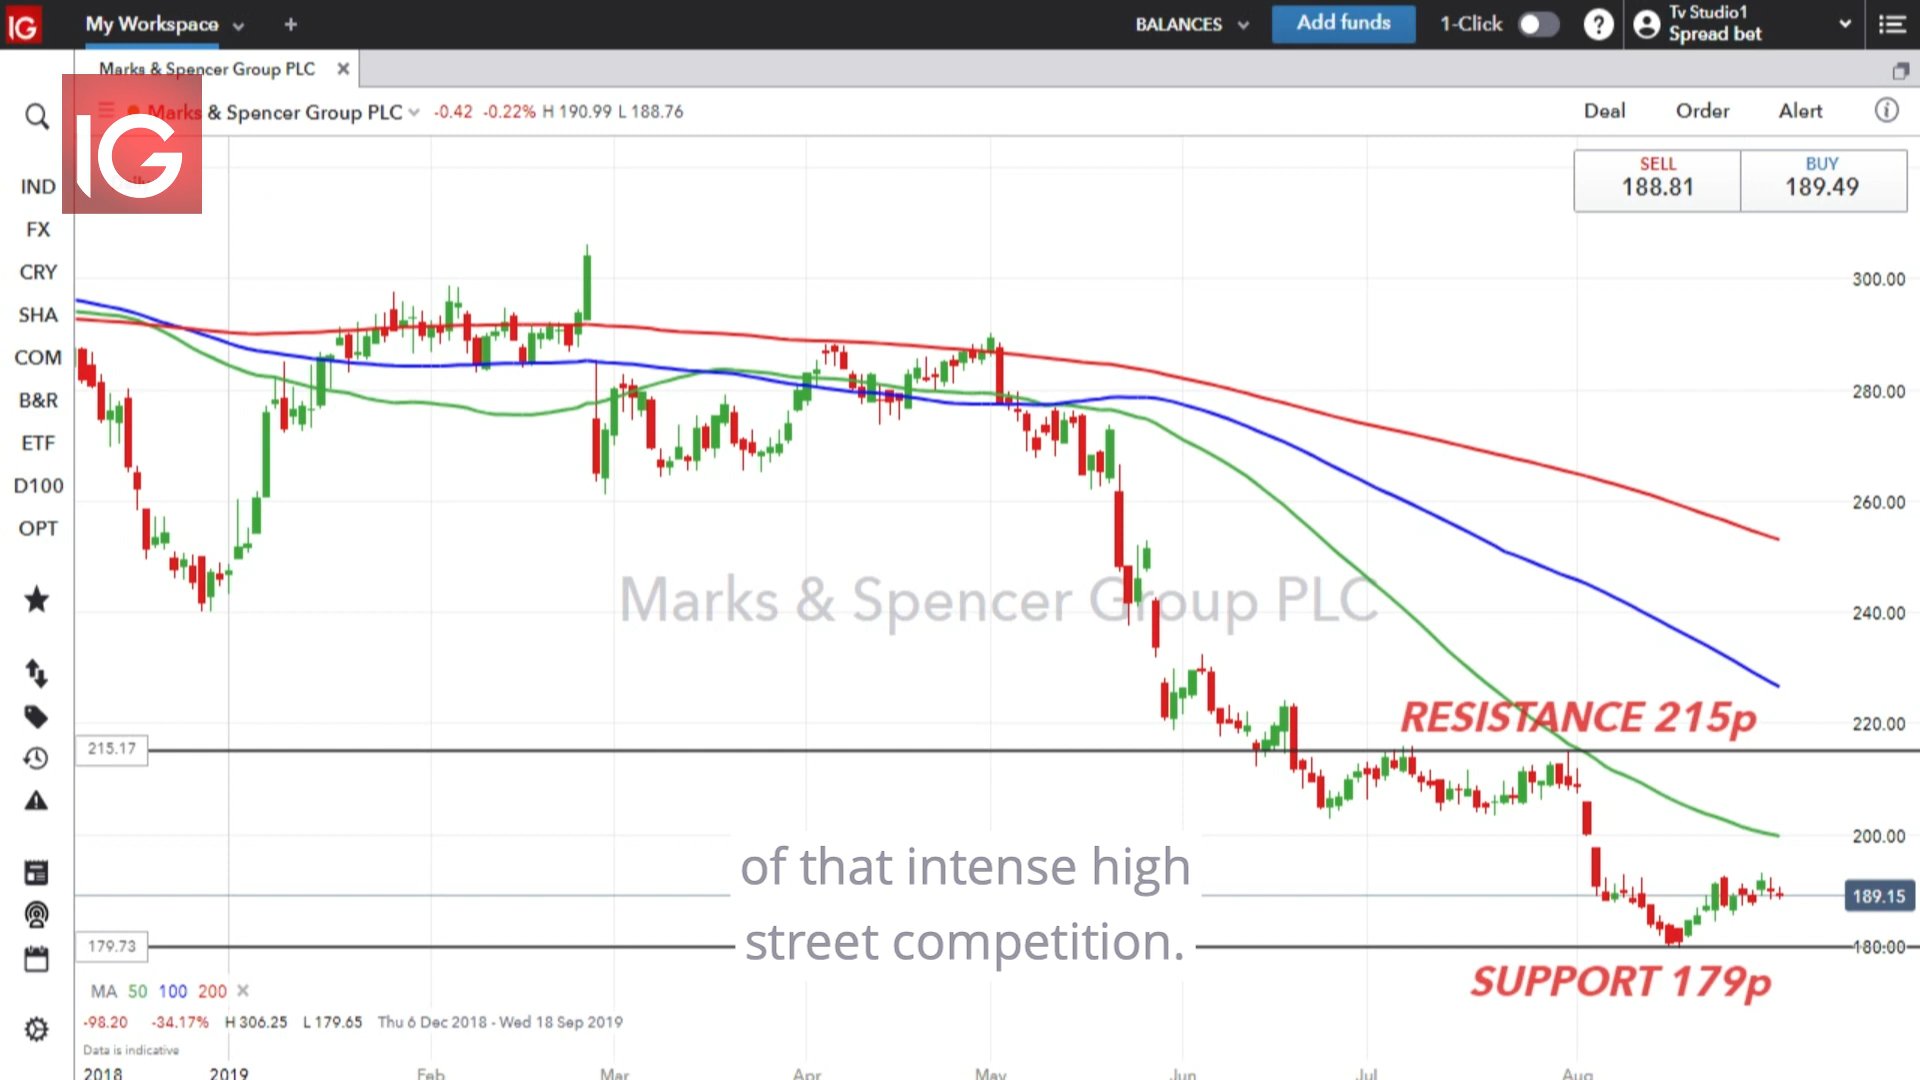 IG My Workspace + BALANCES Add funds 1-Click ? Tv Studio1
Spread bet
Marks & Spencer Group PLC ✕
Marks & Spencer Group PLC -0.42 -0.22% H 190.99 L 188.76 Deal Order Alert i
IG
SELL BUY
188.81 189.49
IND
FX
CRY
SHA
COM
B&R
ETF
D100
OPT
300.00
280.00
260.00
240.00
220.00
200.00
189.15
180.00
Marks & Spencer Group PLC
RESISTANCE 215p
215.17
of that intense high
street competition.
179.73
SUPPORT 179p
MA 50 100 200 ✕
-98.20 -34.17% H 306.25 L 179.65 Thu 6 Dec 2018 - Wed 18 Sep 2019
Data is indicative
2018 2019 Feb Mar Apr May Jun Jul Aug